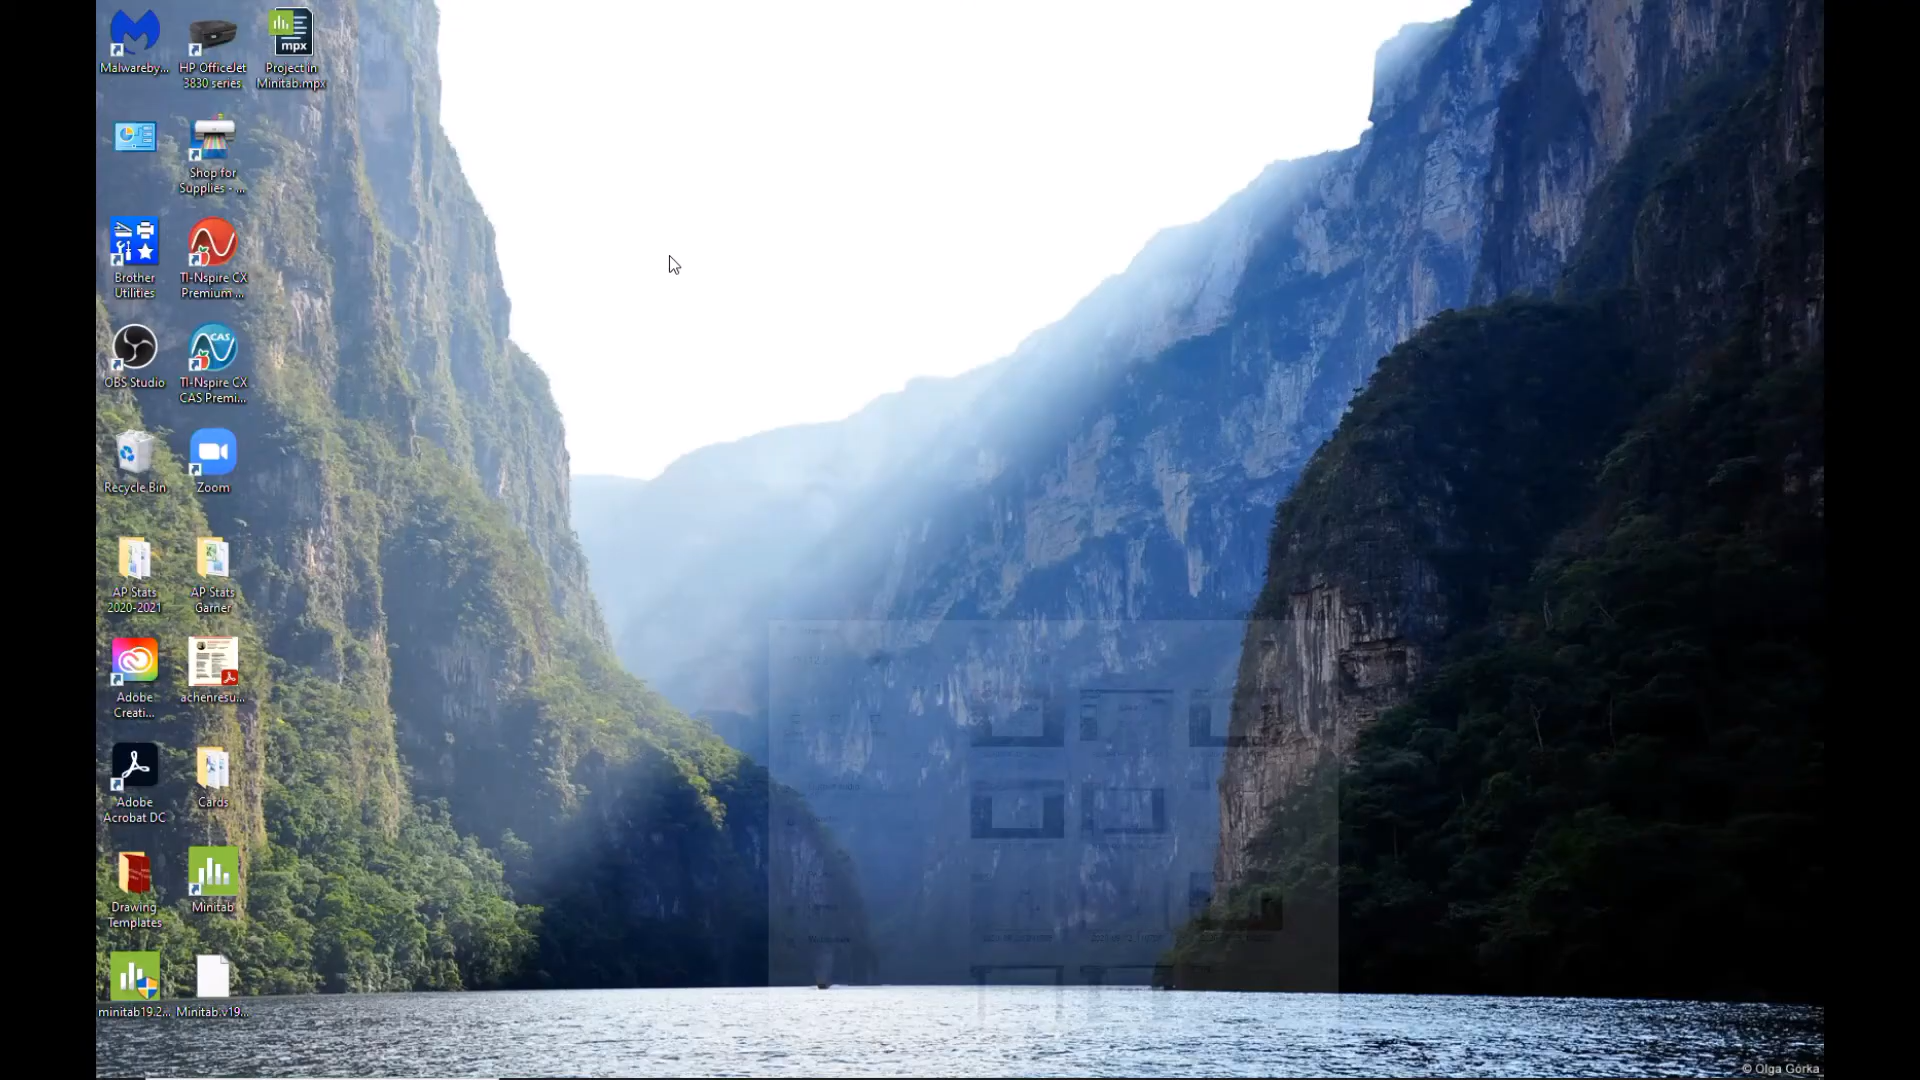 Malwareby...
HP OfficeJet
3830 series
mpx
Project in
Minitab.mpx
Shop for
Supplies - ...
Brother
Utilities
TI-Nspire CX
Premium ...
OBS Studio
CAS
TI-Nspire CX
CAS Premi...
Recycle Bin
Zoom
AP Stats
2020-2021
AP Stats
Garner
Adobe
Creati...
achenresu...
Adobe
Acrobat DC
Cards
Drawing
Templates
Minitab
minitab19.2...
Minitab.v19...
© Olga Górka